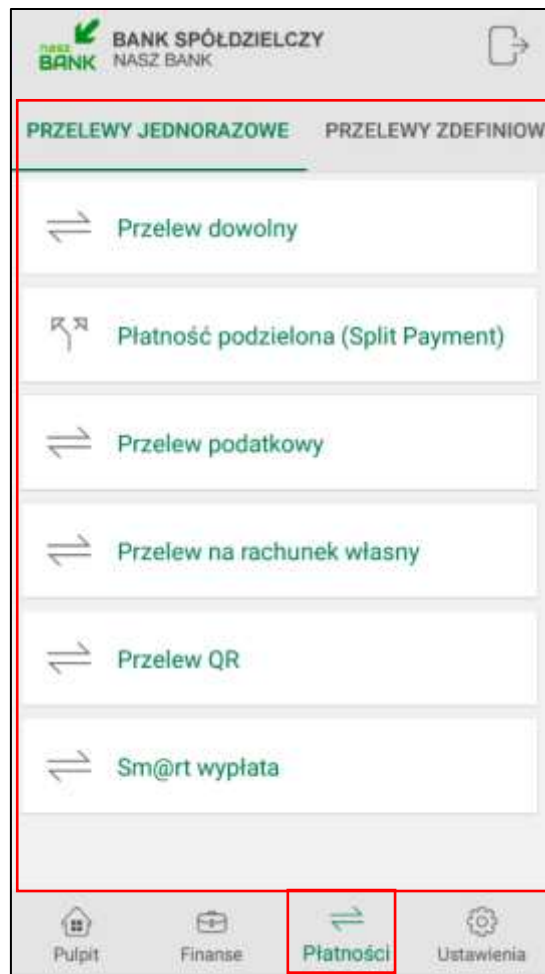 nasz
BANK
BANK SPÓŁDZIELCZY
NASZ BANK
PRZELEWY JEDNORAZOWE PRZELEWY ZDEFINIOW
Przelew dowolny
Płatność podzielona (Split Payment)
Przelew podatkowy
Przelew na rachunek własny
Przelew QR
Sm@rt wypłata
Pulpit Finanse Płatności Ustawienia